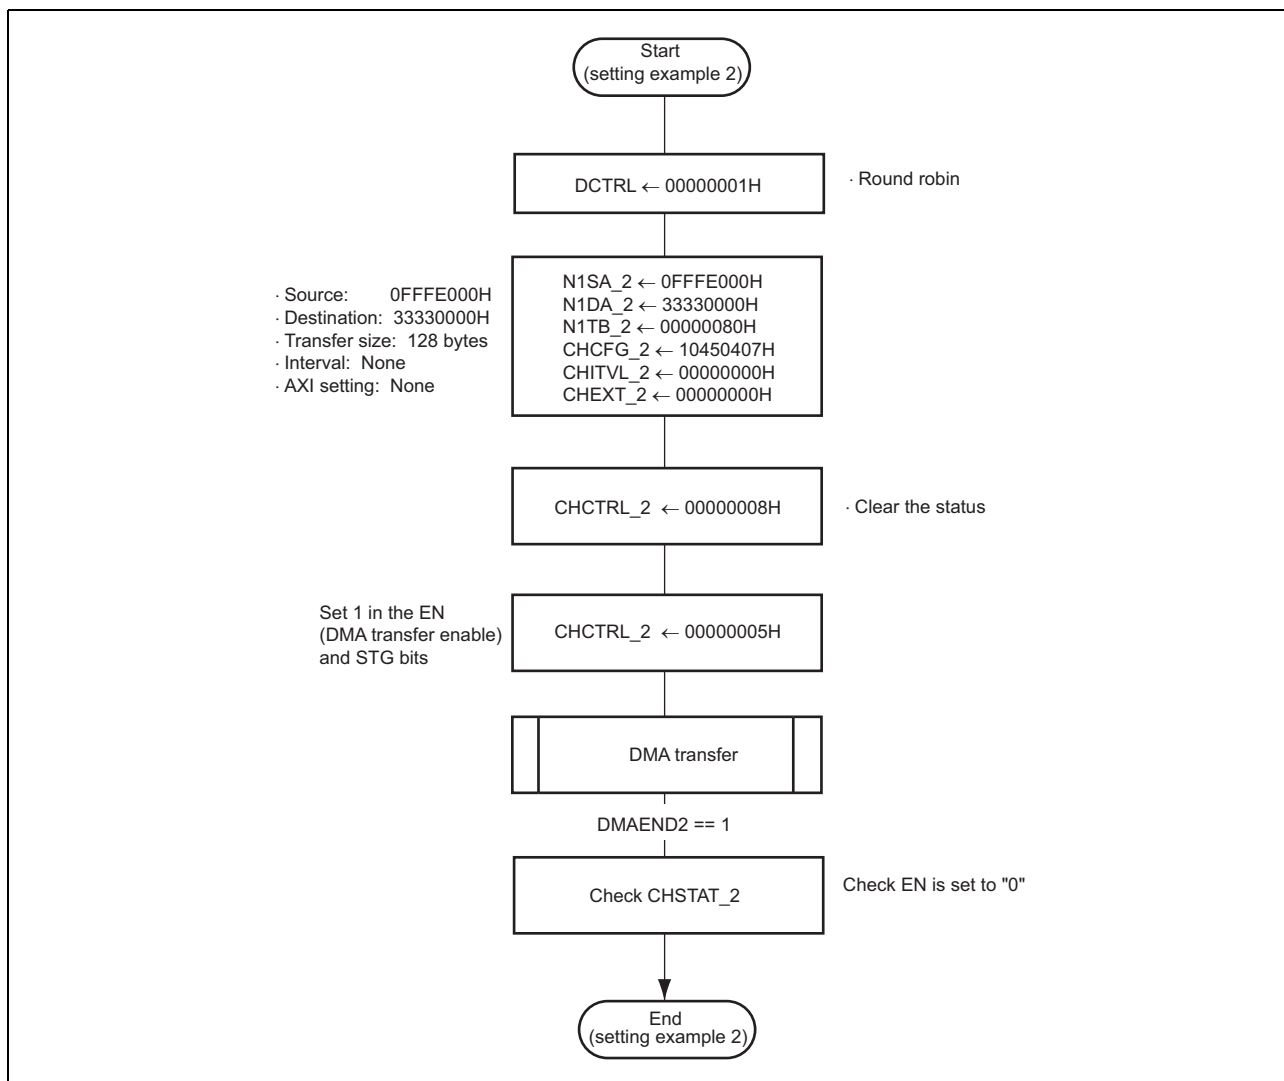 Start
(setting example 2)
DCTRL ← 00000001H
· Round robin
· Source: 0FFFE000H
· Destination: 33330000H
· Transfer size: 128 bytes
· Interval: None
· AXI setting: None
N1SA_2 ← 0FFFE000H
N1DA_2 ← 33330000H
N1TB_2 ← 00000080H
CHCFG_2 ← 10450407H
CHITVL_2 ← 00000000H
CHEXT_2 ← 00000000H
CHCTRL_2 ← 00000008H
· Clear the status
Set 1 in the EN
(DMA transfer enable)
and STG bits
CHCTRL_2 ← 00000005H
DMA transfer
DMAEND2 == 1
Check CHSTAT_2
Check EN is set to "0"
End
(setting example 2)